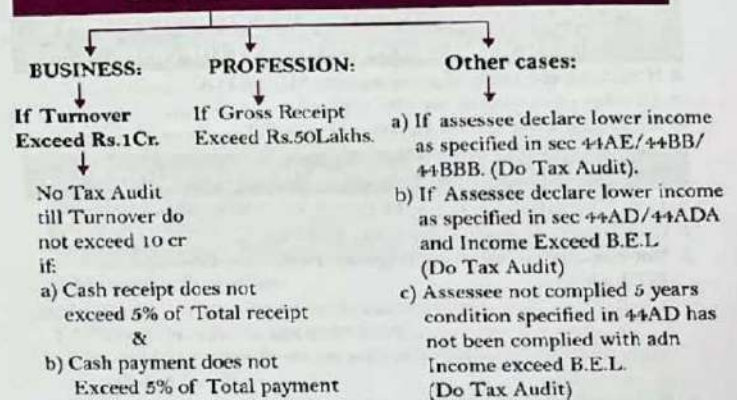 BUSINESS:
If Turnover
Exceed Rs.1Cr.
No Tax Audit
till Turnover do
not exceed 10 cr
if:
a) Cash receipt does not
exceed 5% of Total receipt
&
b) Cash payment does not
Exceed 5% of Total payment
PROFESSION:
If Gross Receipt
Exceed Rs.50Lakhs.
Other cases:
a) If assessee declare lower income
as specified in sec 44AE/44BB/
44BBB. (Do Tax Audit).
b) If Assessee declare lower income
as specified in sec 44AD/44ADA
and Income Exceed B.E.L
(Do Tax Audit)
c) Assessee not complied 5 years
condition specified in 44AD has
not been complied with adn
Income exceed B.E.L.
(Do Tax Audit)